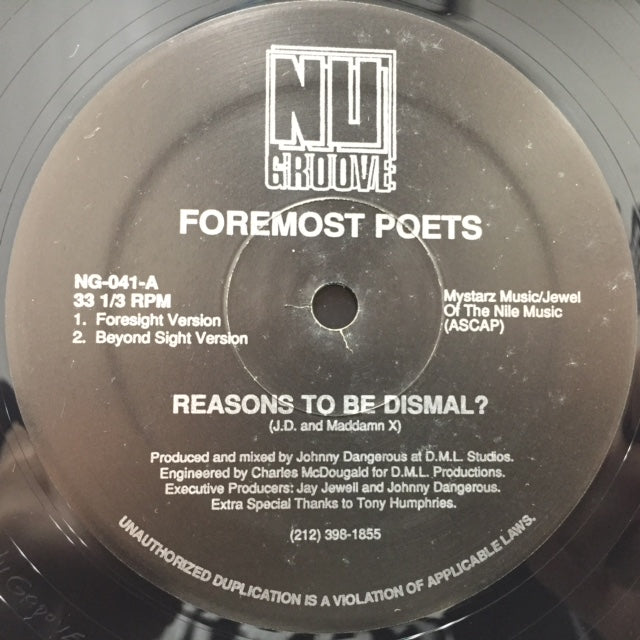 NU
GROOVE
FOREMOST POETS
NG-041-A
33 1/3 RPM
1. Foresight Version
2. Beyond Sight Version
Mystarz Music/Jewel
Of The Nile Music
(ASCAP)
REASONS TO BE DISMAL?
(J.D. and Maddamn X)
Produced and mixed by Johnny Dangerous at D.M.L. Studios.
Engineered by Charles McDougald for D.M.L. Productions.
Executive Producers: Jay Jewell and Johnny Dangerous.
Extra Special Thanks to Tony Humphries.
(212) 398-1855
UNAUTHORIZED DUPLICATION IS A VIOLATION OF APPLICABLE LAWS.